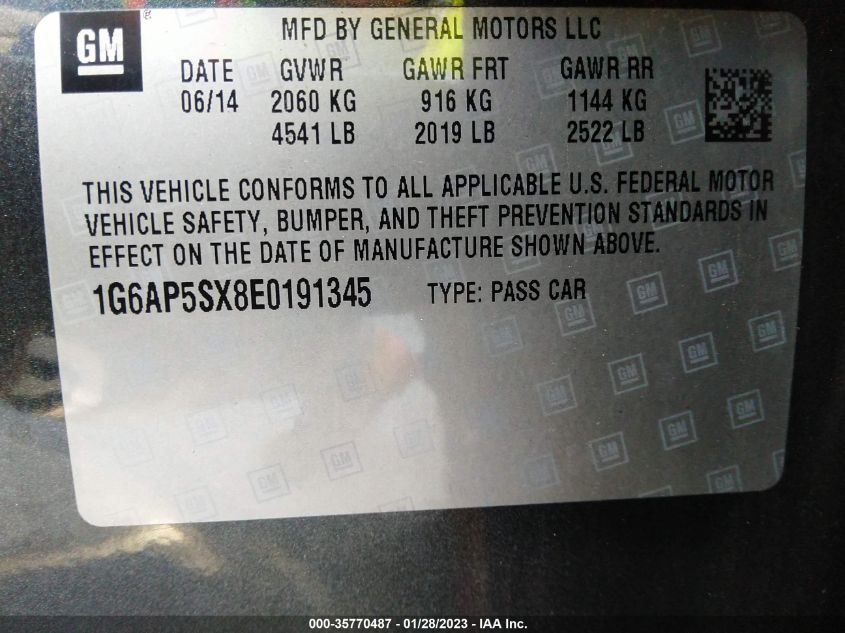 GM
MFD BY GENERAL MOTORS LLC
DATE GVWR GAWR FRT GAWR RR
06/14 2060 KG 916 KG 1144 KG
4541 LB 2019 LB 2522 LB
THIS VEHICLE CONFORMS TO ALL APPLICABLE U.S. FEDERAL MOTOR
VEHICLE SAFETY, BUMPER, AND THEFT PREVENTION STANDARDS IN
EFFECT ON THE DATE OF MANUFACTURE SHOWN ABOVE.
1G6AP5SX8E0191345 TYPE: PASS CAR
000-35770487 - 01/28/2023 - IAA Inc.